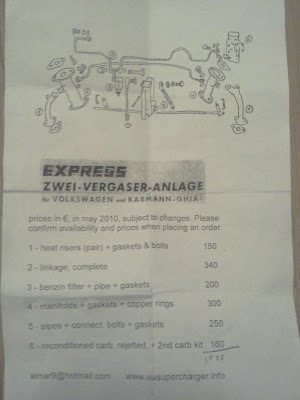 EXPRESS
ZWEI-VERGASER-ANLAGE
für VOLKSWAGEN und KARMANN-GHIA
prices in €, in may 2010, subject to changes. Please
confirm availability and prices when placing an order.
1 - heat risers (pair) + gaskets & bolts 150
2 - linkage, complete 340
3 - benzin filter + pipe + gaskets 200
4 - manifolds + gaskets + copper rings 300
5 - pipes + connect. bolts + gaskets 250
6 - reconditioned carb, rejetted, + 2nd carb kit 160
almar9@hotmail.com www.vwsupercharger.info